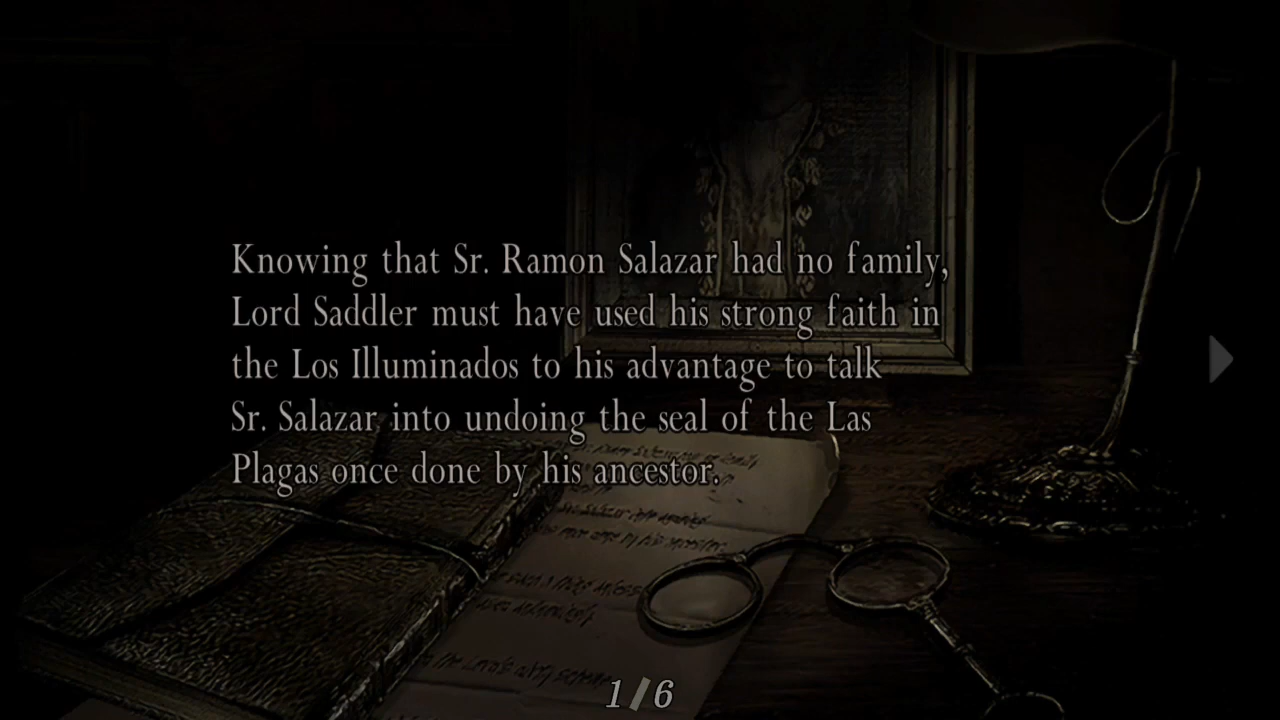 Knowing that Sr. Ramon Salazar had no family,
Lord Saddler must have used his strong faith in
the Los Illuminados to his advantage to talk
Sr. Salazar into undoing the seal of the Las
Plagas once done by his ancestor.
1/6